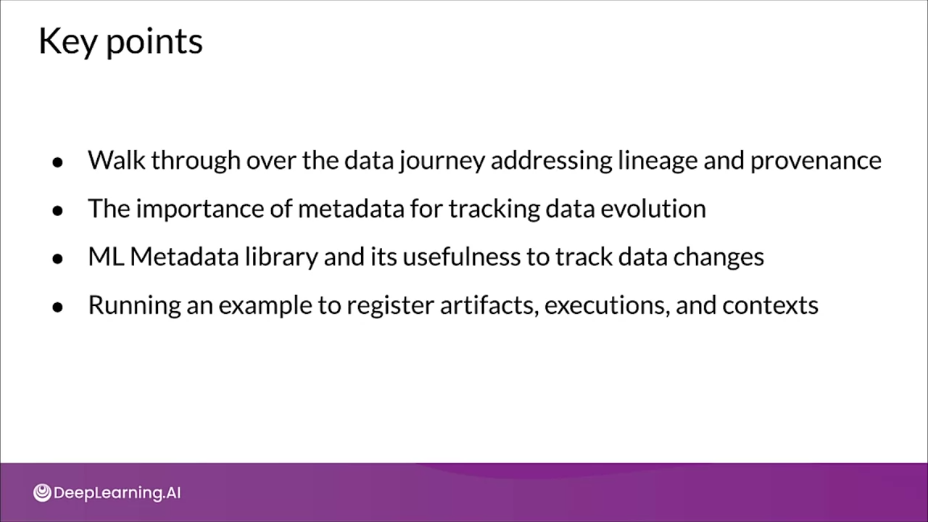 Key points
● Walk through over the data journey addressing lineage and provenance
● The importance of metadata for tracking data evolution
● ML Metadata library and its usefulness to track data changes
● Running an example to register artifacts, executions, and contexts
DeepLearning.AI